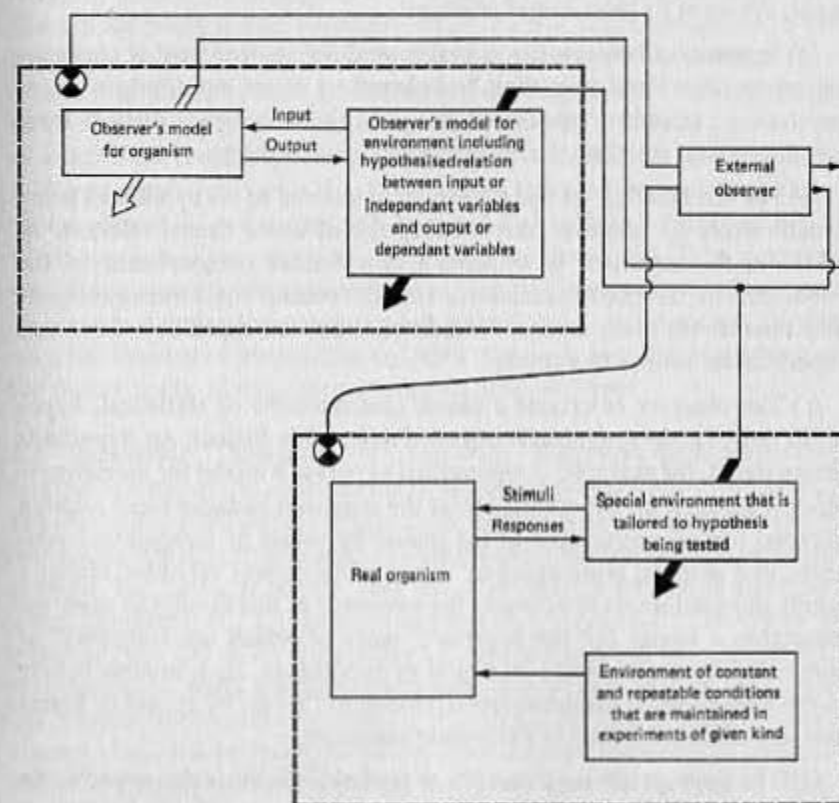 Observer's model
for organism
Input
Output
Observer's model for
environment including
hypothesisedrelation
between input or
Independant variables
and output or
dependant variables
External
observer
Real organism
Stimuli
Responses
Special environment that is
tailored to hypothesis
being tested
Environment of constant
and repeatable conditions
that are maintained in
experiments of given kind